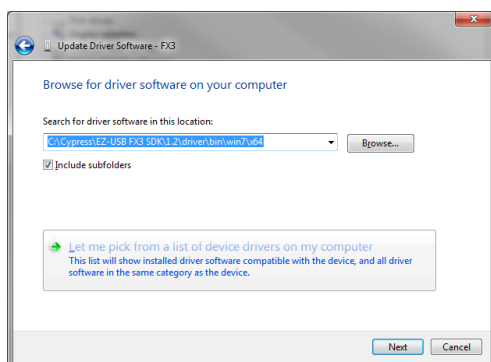 Update Driver Software - FX3
Browse for driver software on your computer
Search for driver software in this location:
C:\Cypress\EZ-USB FX3 SDK\1.2\driver\bin\win7\x64
Browse...
Include subfolders
Let me pick from a list of device drivers on my computer
This list will show installed driver software compatible with the device, and all driver
software in the same category as the device.
Next
Cancel